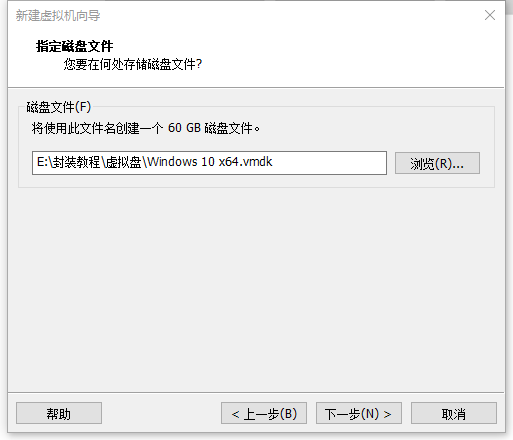 新建虚拟机向导
指定磁盘文件
您要在何处存储磁盘文件?
磁盘文件(F)
将使用此文件名创建一个 60 GB 磁盘文件。
E:\封装教程\虚拟盘\Windows 10 x64.vmdk
浏览(R)...
帮助
< 上一步(B)
下一步(N) >
取消